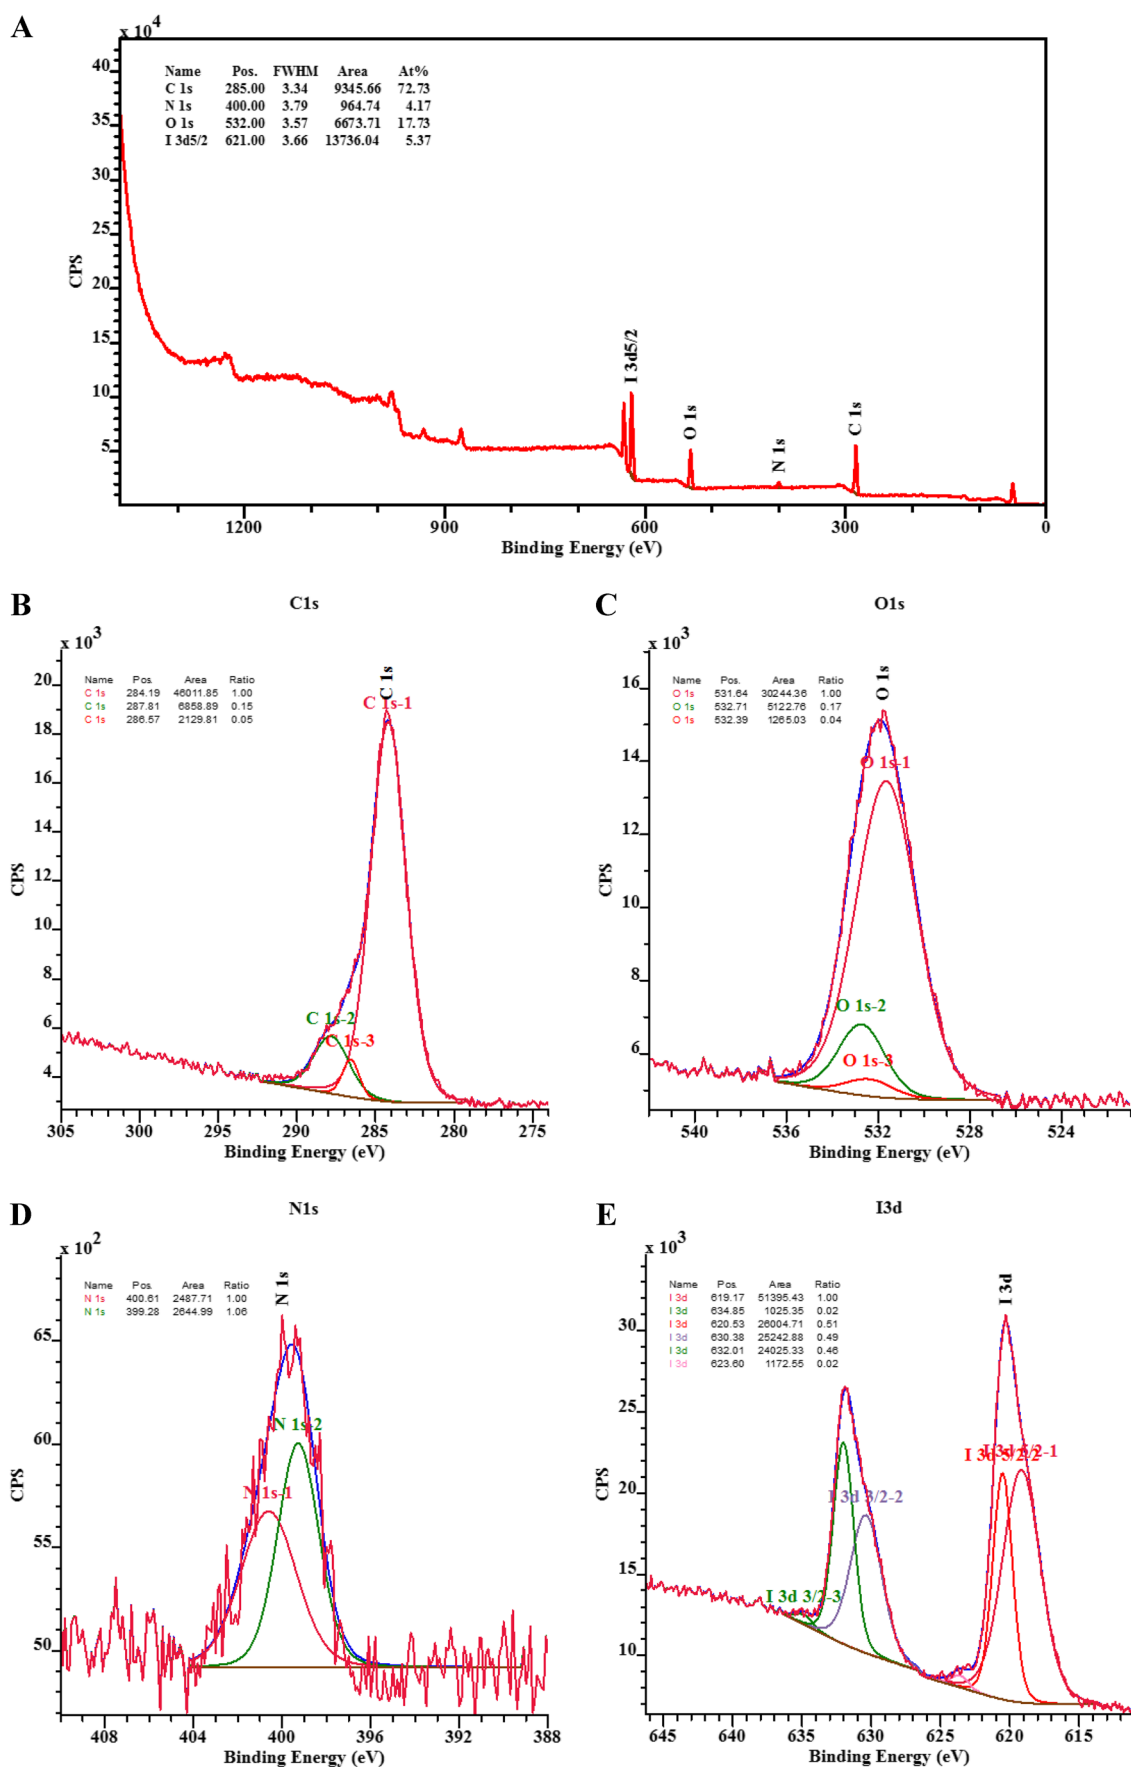 A
x 10^4
Name Pos. FWHM Area At%
C 1s 285.00 3.34 9345.66 72.73
N 1s 400.00 3.79 964.74 4.17
O 1s 532.00 3.57 6673.71 17.73
I 3d5/2 621.00 3.66 13736.04 5.37
40
35
30
25
20
15
10
5
CPS
I 3d5/2
O 1s
N 1s
C 1s
1200 900 600 300 0
Binding Energy (eV)
B
C1s
x 10^3
Name Pos. Area Ratio
C 1s 284.19 46011.85 1.00
C 1s 287.81 6858.89 0.15
C 1s 286.57 2129.81 0.05
C 1s
C 1s-1
C 1s-2
C 1s-3
20
18
16
14
12
10
8
6
4
CPS
305 300 295 290 285 280 275
Binding Energy (eV)
C
O1s
x 10^3
Name Pos. Area Ratio
O 1s 531.64 30244.36 1.00
O 1s 532.71 5122.76 0.17
O 1s 532.39 1265.03 0.04
O 1s
O 1s-1
O 1s-2
O 1s-3
16
14
12
10
8
6
CPS
540 536 532 528 524
Binding Energy (eV)
D
N1s
x 10^2
Name Pos. Area Ratio
N 1s 400.61 2487.71 1.00
N 1s 399.28 2644.99 1.06
N 1s
N 1s-2
N 1s-1
65
60
55
50
CPS
408 404 400 396 392 388
Binding Energy (eV)
E
I3d
x 10^3
Name Pos. Area Ratio
I 3d 619.17 51395.43 1.00
I 3d 634.85 1025.35 0.02
I 3d 620.53 26004.71 0.51
I 3d 630.38 25242.88 0.49
I 3d 632.01 24025.33 0.46
I 3d 623.60 1172.55 0.02
I 3d
I 3d 5/2-2
I 3d 5/2-1
I 3d 3/2-2
I 3d 3/2-3
30
25
20
15
10
CPS
645 640 635 630 625 620 615
Binding Energy (eV)